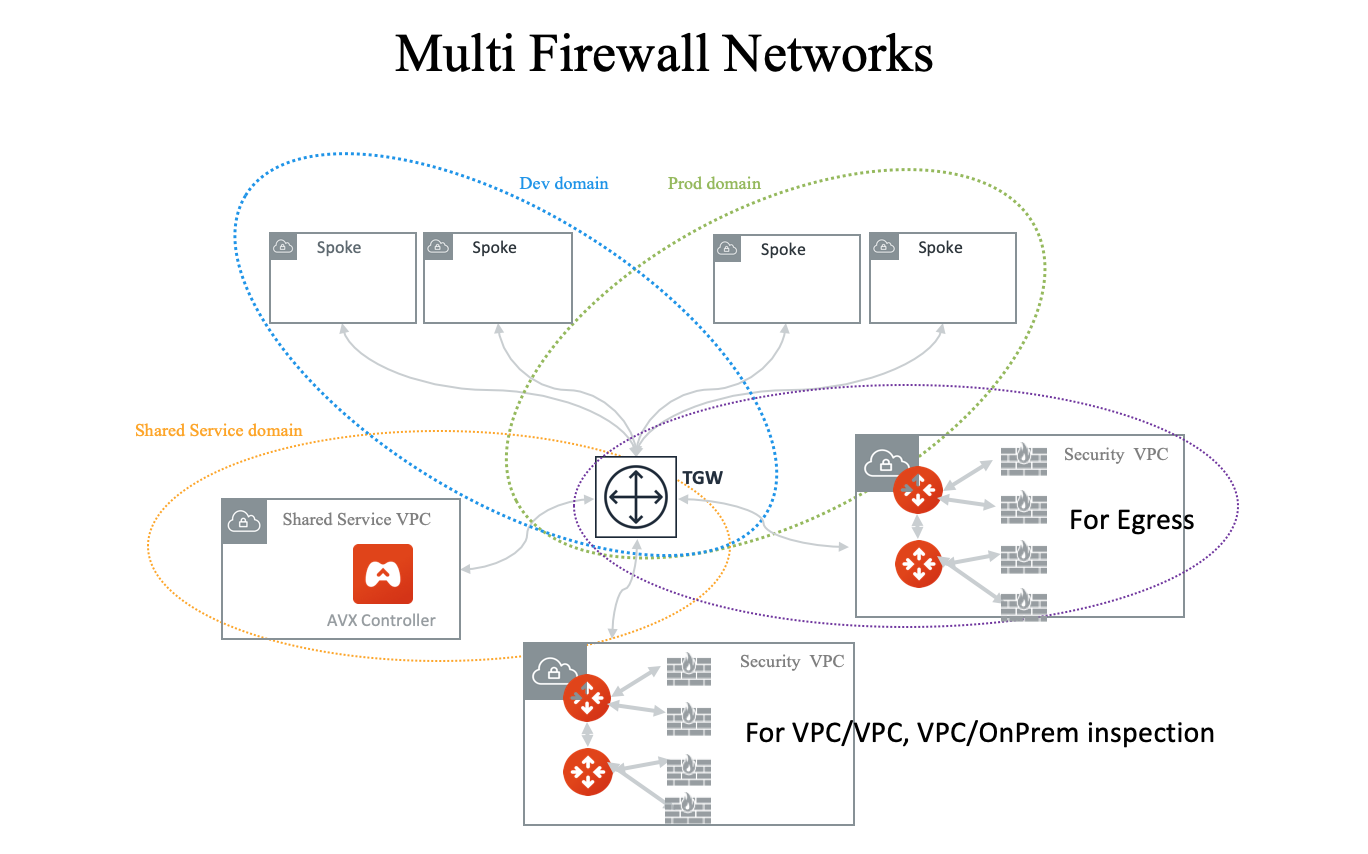 Multi Firewall Networks
Dev domain
Prod domain
Spoke
Spoke
Spoke
Spoke
Shared Service domain
TGW
Security VPC
For Egress
Shared Service VPC
AVX Controller
Security VPC
For VPC/VPC, VPC/OnPrem inspection